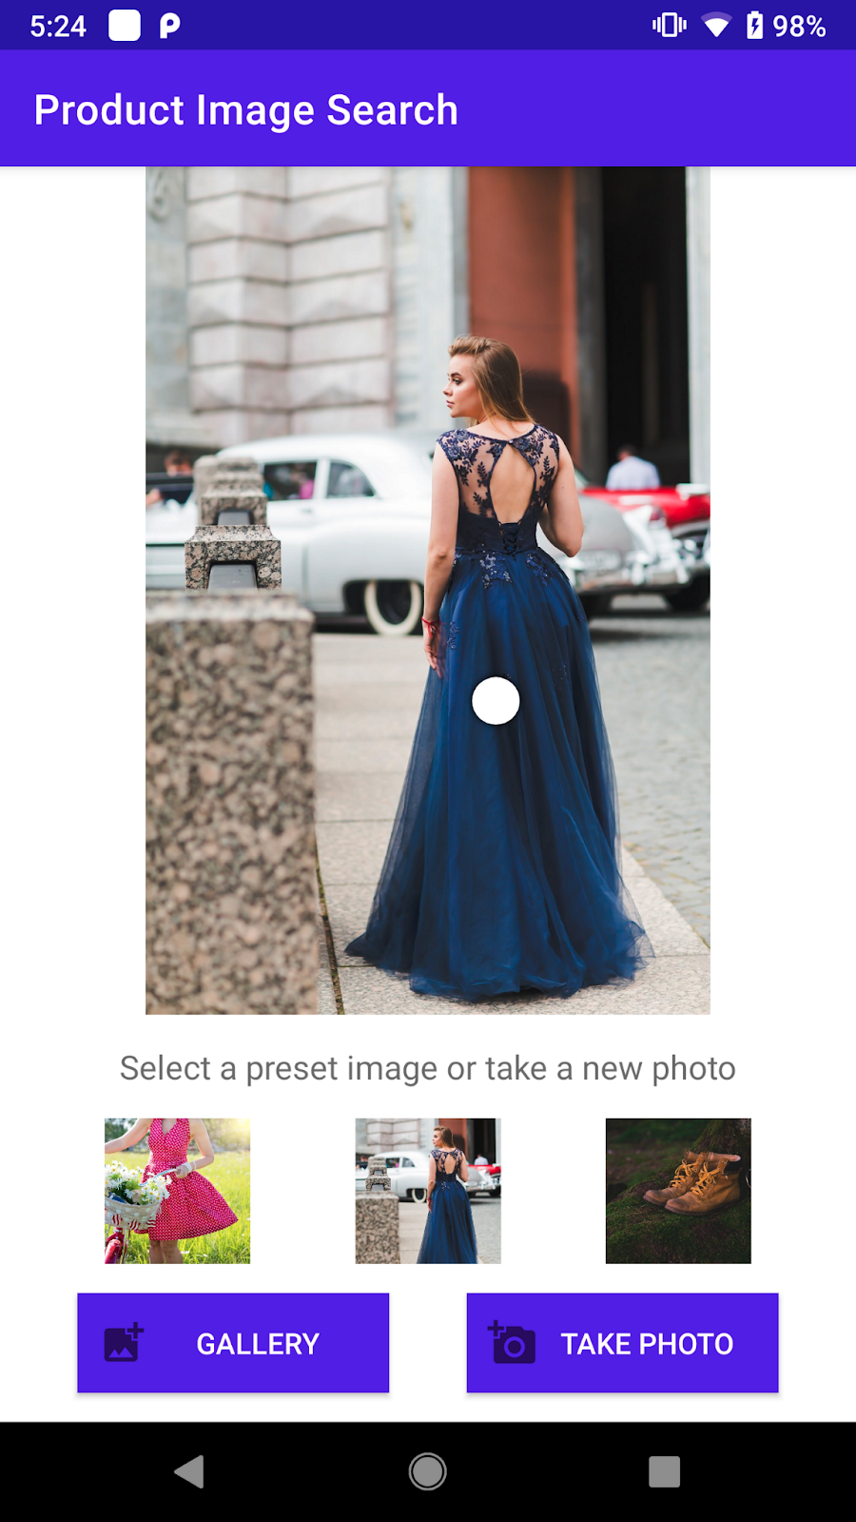 5:24
98%
Product Image Search
Select a preset image or take a new photo
GALLERY
TAKE PHOTO